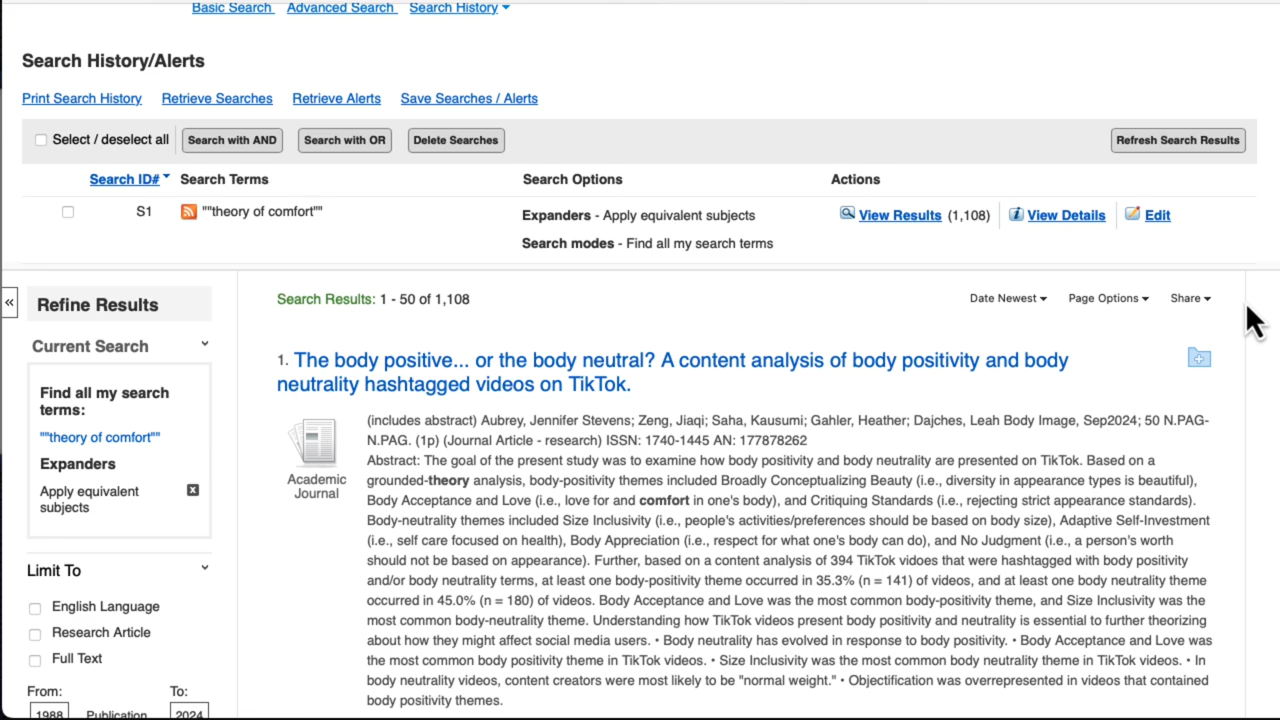 Basic Search Advanced Search Search History
Search History/Alerts
Print Search History Retrieve Searches Retrieve Alerts Save Searches / Alerts
Select / deselect all Search with AND Search with OR Delete Searches Refresh Search Results
Search ID# Search Terms Search Options Actions
S1 ""theory of comfort"" Expanders - Apply equivalent subjects View Results (1,108) View Details Edit
Search modes - Find all my search terms
«
Refine Results
Current Search
Find all my search
terms:
""theory of comfort""
Expanders
Apply equivalent
subjects
Limit To
English Language
Research Article
Full Text
From: To:
1988 Publication 2024
Search Results: 1 - 50 of 1,108 Date Newest Page Options Share
1. The body positive... or the body neutral? A content analysis of body positivity and body
neutrality hashtagged videos on TikTok.
Academic
Journal
(includes abstract) Aubrey, Jennifer Stevens; Zeng, Jiaqi; Saha, Kausumi; Gahler, Heather; Dajches, Leah Body Image, Sep2024; 50 N.PAG-
N.PAG. (1p) (Journal Article - research) ISSN: 1740-1445 AN: 177878262
Abstract: The goal of the present study was to examine how body positivity and body neutrality are presented on TikTok. Based on a
grounded-theory analysis, body-positivity themes included Broadly Conceptualizing Beauty (i.e., diversity in appearance types is beautiful),
Body Acceptance and Love (i.e., love for and comfort in one's body), and Critiquing Standards (i.e., rejecting strict appearance standards).
Body-neutrality themes included Size Inclusivity (i.e., people's activities/preferences should be based on body size), Adaptive Self-Investment
(i.e., self care focused on health), Body Appreciation (i.e., respect for what one's body can do), and No Judgment (i.e., a person's worth
should not be based on appearance). Further, based on a content analysis of 394 TikTok vidoes that were hashtagged with body positivity
and/or body neutrality terms, at least one body-positivity theme occurred in 35.3% (n = 141) of videos, and at least one body neutrality theme
occurred in 45.0% (n = 180) of videos. Body Acceptance and Love was the most common body-positivity theme, and Size Inclusivity was the
most common body-neutrality theme. Understanding how TikTok videos present body positivity and neutrality is essential to further theorizing
about how they might affect social media users. • Body neutrality has evolved in response to body positivity. • Body Acceptance and Love was
the most common body positivity theme in TikTok videos. • Size Inclusivity was the most common body neutrality theme in TikTok videos. • In
body neutrality videos, content creators were most likely to be "normal weight." • Objectification was overrepresented in videos that contained
body positivity themes.